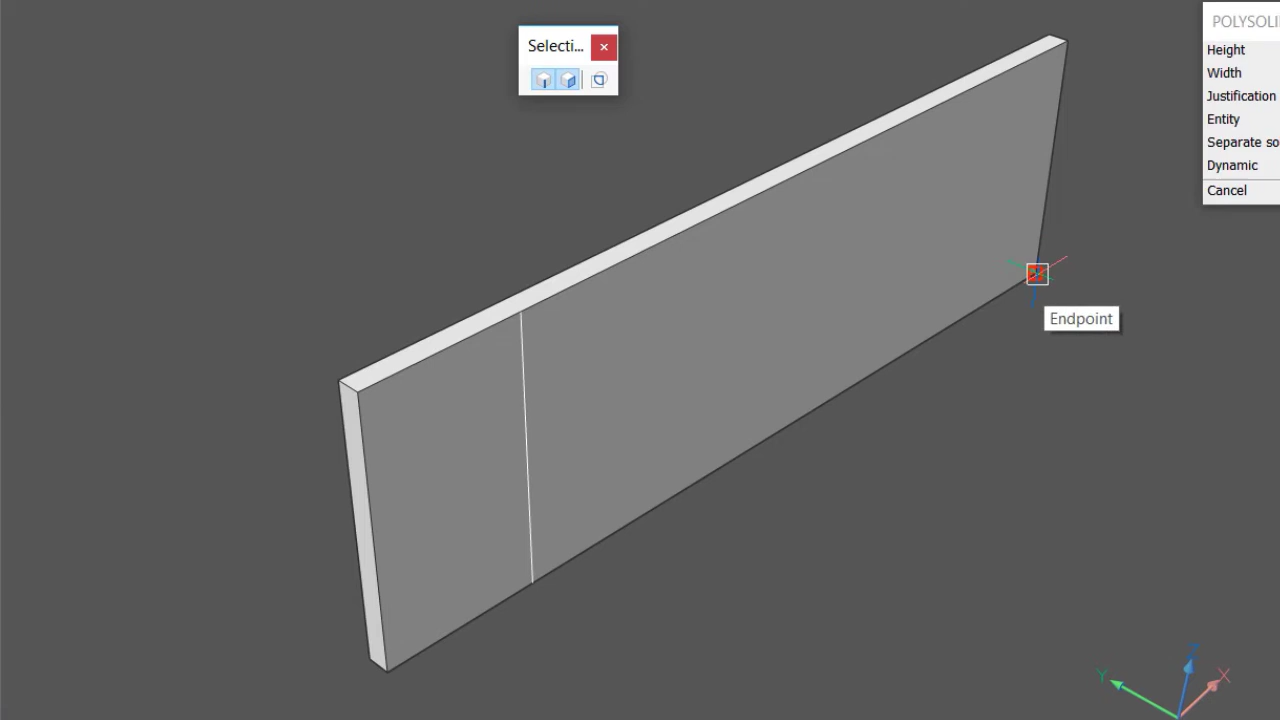 Selecti...
POLYSOLI
Height
Width
Justification
Entity
Separate so
Dynamic
Cancel
Endpoint
Z
Y
X